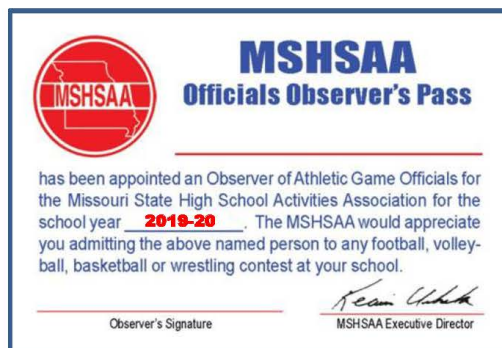 MSHSAA
MSHSAA
Officials Observer's Pass
has been appointed an Observer of Athletic Game Officials for
the Missouri State High School Activities Association for the
school year 2019-20. The MSHSAA would appreciate
you admitting the above named person to any football, volley-
ball, basketball or wrestling contest at your school.
Observer's Signature
MSHSAA Executive Director